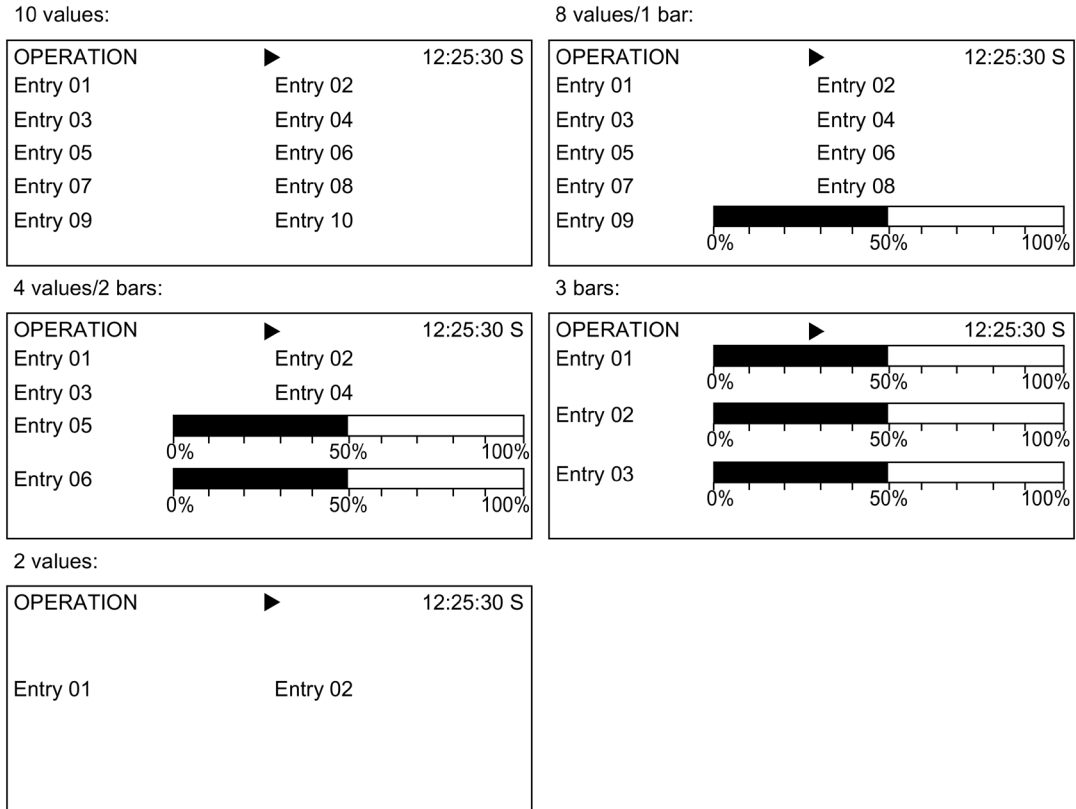 10 values:
OPERATION ▶ 12:25:30 S
Entry 01 Entry 02
Entry 03 Entry 04
Entry 05 Entry 06
Entry 07 Entry 08
Entry 09 Entry 10
8 values/1 bar:
OPERATION ▶ 12:25:30 S
Entry 01 Entry 02
Entry 03 Entry 04
Entry 05 Entry 06
Entry 07 Entry 08
Entry 09
0% 50% 100%
4 values/2 bars:
OPERATION ▶ 12:25:30 S
Entry 01 Entry 02
Entry 03 Entry 04
Entry 05
0% 50% 100%
Entry 06
0% 50% 100%
3 bars:
OPERATION ▶ 12:25:30 S
Entry 01
0% 50% 100%
Entry 02
0% 50% 100%
Entry 03
0% 50% 100%
2 values:
OPERATION ▶ 12:25:30 S
Entry 01 Entry 02